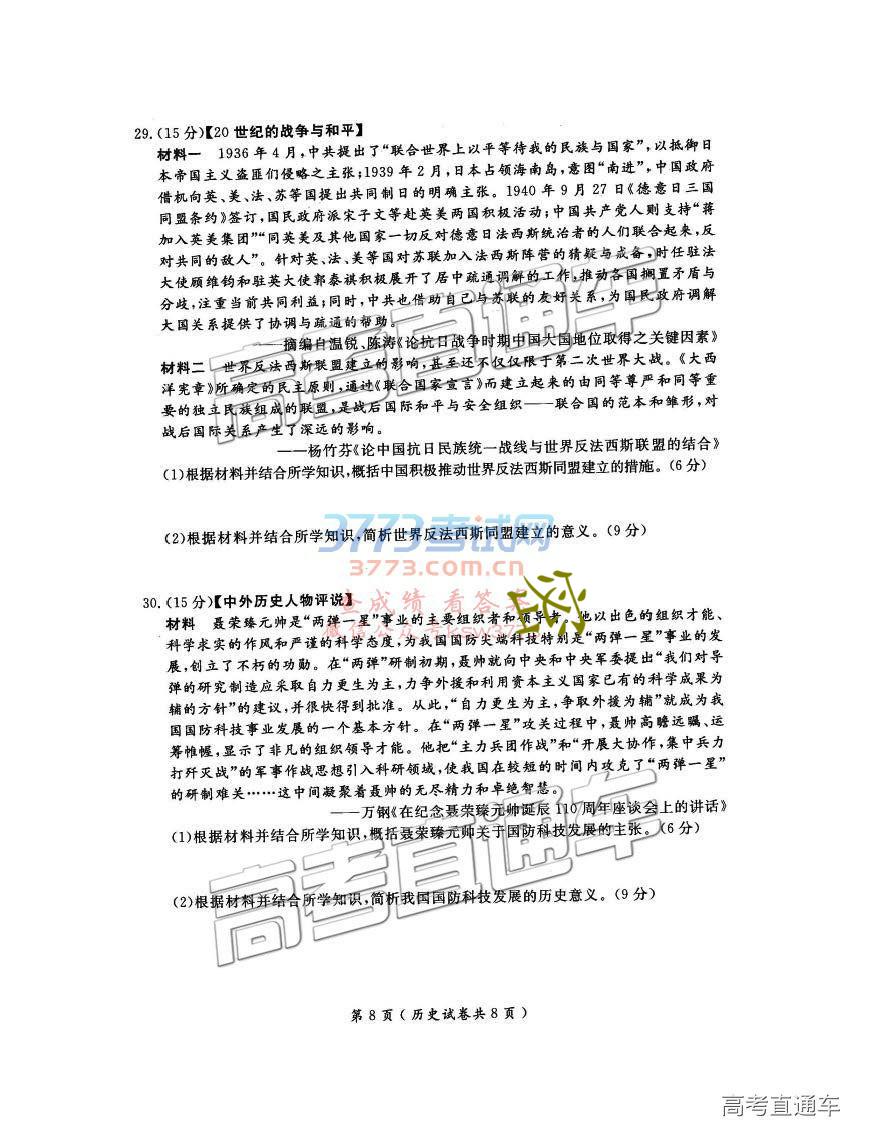 29.(15 分)【20 世纪的战争与和平】
材料一 1936 年 4 月,中共提出了“联合世界上以平等待我的民族与国家”,以抵御日
本帝国主义盗匪们侵略之主张;1939 年 2 月,日本占领海南岛,意图“南进”,中国政府
借机向英、美、法、苏等国提出共同制日的明确主张。1940 年 9 月 27 日《德意日三国
同盟条约》签订,国民政府派宋子文等赴英美两国积极活动;中国共产党人则支持“蒋
加入英美集团”“同英美及其他国家一切反对德意日法西斯统治者的人们联合起来,反
对共同的敌人”。针对英、法、美等国对苏联加入法西斯阵营的猜疑与戒备,时任驻法
大使顾维钧和驻英大使郭泰祺积极展开了居中疏通调解的工作,推动各国搁置矛盾与
分歧,注重当前共同利益;同时,中共也借助自己与苏联的友好关系,为国民政府调解
大国关系提供了协调与疏通的帮助。
——摘编自温锐、陈涛《论抗日战争时期中国大国地位取得之关键因素》
材料二 世界反法西斯联盟建立的影响,甚至还不仅仅限于第二次世界大战。《大西
洋宪章》所确定的民主原则,通过《联合国家宣言》而建立起来的由同等尊严和同等重
要的独立民族组成的联盟,是战后国际和平与安全组织——联合国的范本和雏形,对
战后国际关系产生了深远的影响。
——杨竹芬《论中国抗日民族统一战线与世界反法西斯联盟的结合》
(1)根据材料并结合所学知识,概括中国积极推动世界反法西斯同盟建立的措施。(6 分)
(2)根据材料并结合所学知识,简析世界反法西斯同盟建立的意义。(9 分)
3773考试网
3773.com.cn
查成绩 看答案
微信公众号ksw3773
30.(15 分)【中外历史人物评说】
材料 聂荣臻元帅是“两弹一星”事业的主要组织者和领导者。他以出色的组织才能、
科学求实的作风和严谨的科学态度,为我国国防尖端科技特别是“两弹一星”事业的发
展,创立了不朽的功勋。在“两弹”研制初期,聂帅就向中央和中央军委提出“我们对导
弹的研究制造应采取自力更生为主,力争外援和利用资本主义国家已有的科学成果为
辅的方针”的建议,并很快得到批准。从此,“自力更生为主,争取外援为辅”就成为我
国国防科技事业发展的一个基本方针。在“两弹一星”攻关过程中,聂帅高瞻远瞩、运
筹帷幄,显示了非凡的组织领导才能。他把“主力兵团作战”和“开展大协作,集中兵力
打歼灭战”的军事作战思想引入科研领域,使我国在较短的时间内攻克了“两弹一星”
的研制难关……这中间凝聚着聂帅的无尽精力和卓绝智慧。
——万钢《在纪念聂荣臻元帅诞辰 110 周年座谈会上的讲话》
(1)根据材料并结合所学知识,概括聂荣臻元帅关于国防科技发展的主张。(6 分)
(2)根据材料并结合所学知识,简析我国国防科技发展的历史意义。(9 分)
高考直通车
高考直通车
第 8 页 ( 历史试卷共 8 页 )
高考直通车